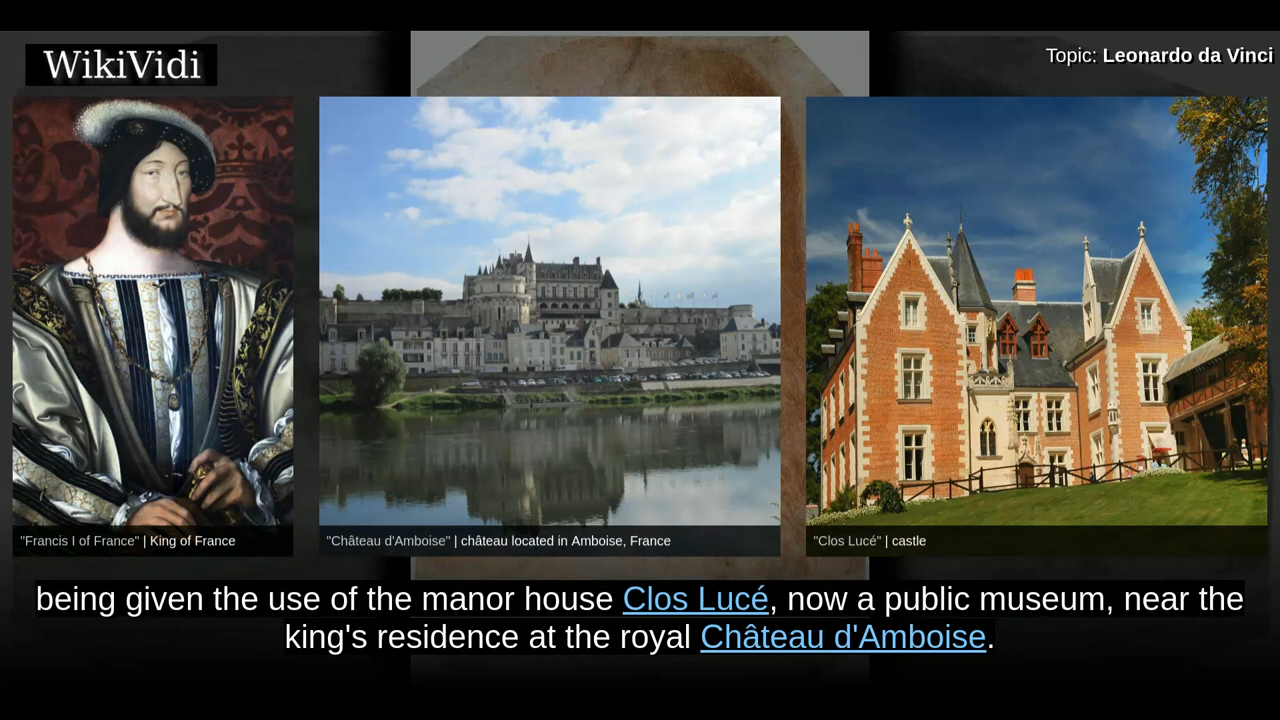 WikiVidi
Topic: Leonardo da Vinci
"Francis I of France" | King of France
"Château d'Amboise" | château located in Amboise, France
"Clos Lucé" | castle
being given the use of the manor house Clos Lucé, now a public museum, near the
king's residence at the royal Château d'Amboise.